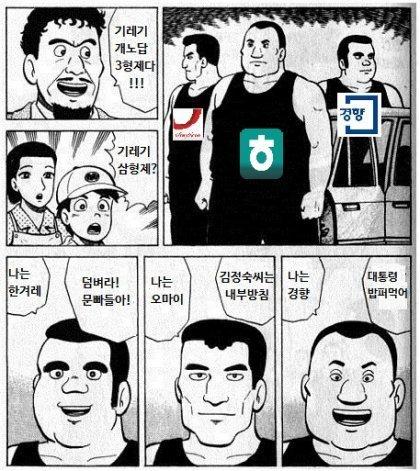 기레기
개노답
3형제다
!!!
ㅎ
경향
기레기
삼형제?
나는
한겨레
덤벼라!
문빠들아!
나는
오마이
김정숙씨는
내부방침
나는
경향
대통령
밥퍼먹어